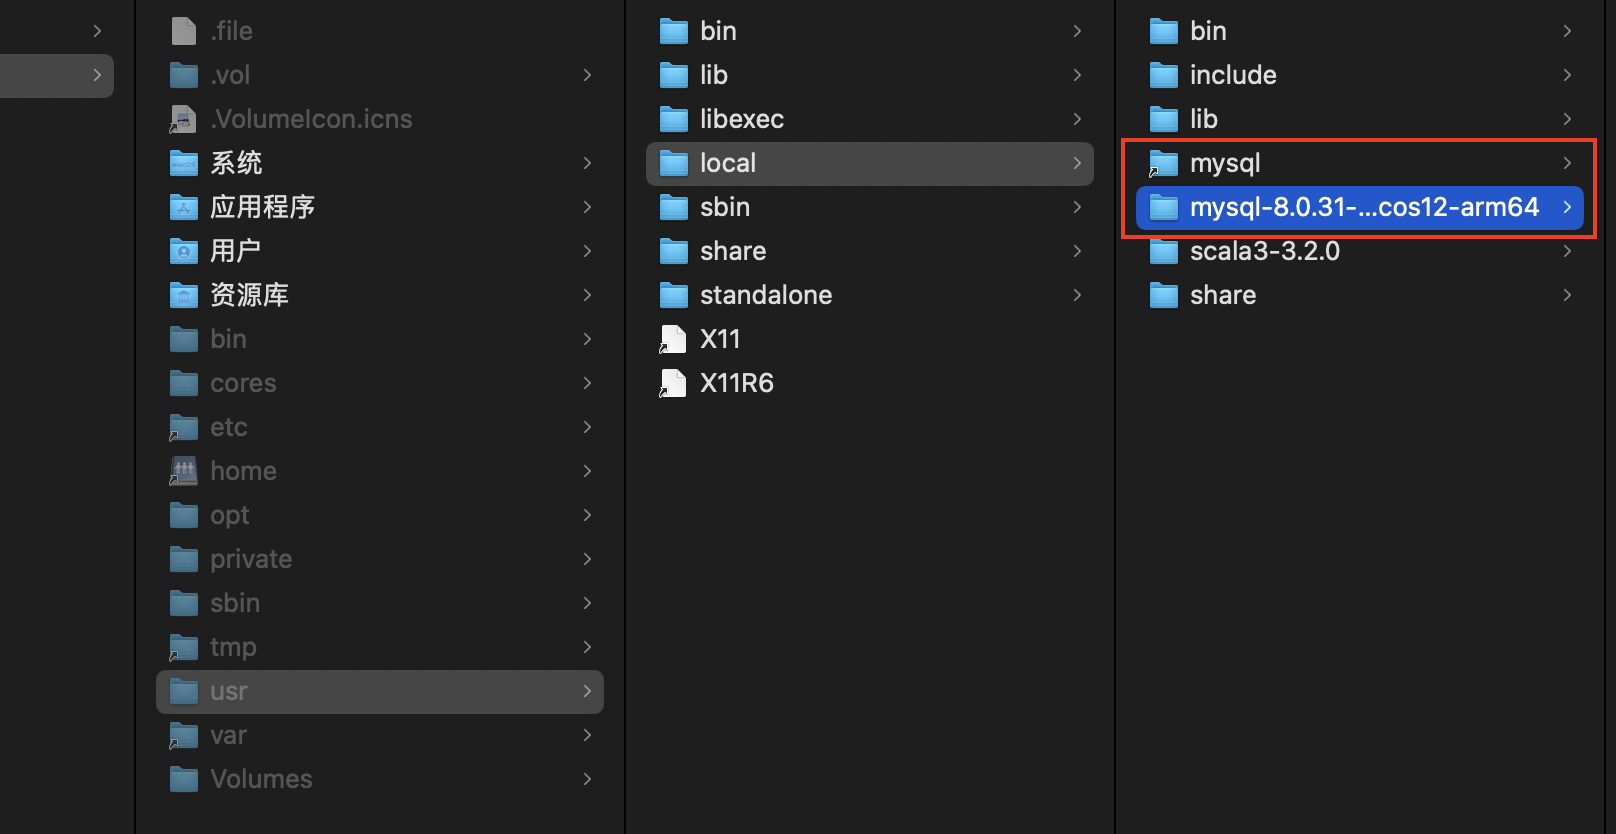 .file
.vol
.VolumeIcon.icns
系统
应用程序
用户
资源库
bin
cores
etc
home
opt
private
sbin
tmp
usr
var
Volumes
bin
lib
libexec
local
sbin
share
standalone
X11
X11R6
bin
include
lib
mysql
mysql-8.0.31-...cos12-arm64
scala3-3.2.0
share